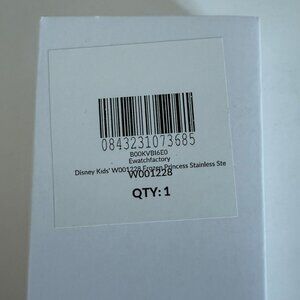 0843231073685
B00KVBI6E0
Ewatchfactory
Disney Kids' W001228 Frozen Princess Stainless Ste
W001228
QTY: 1